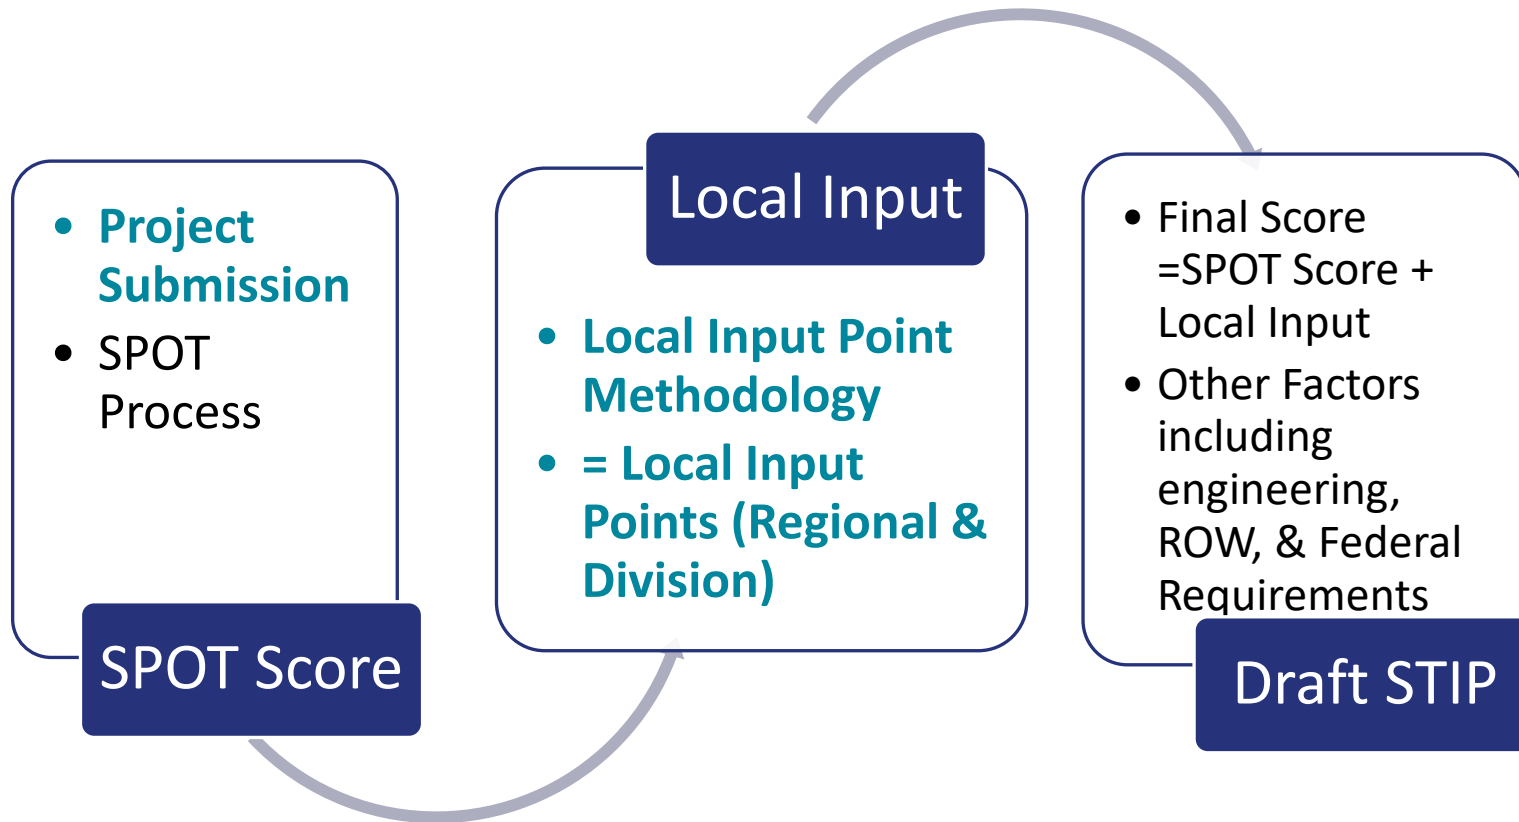 • Project
Submission
• SPOT
Process
SPOT Score
Local Input
• Local Input Point
Methodology
• = Local Input
Points (Regional &
Division)
• Final Score
=SPOT Score +
Local Input
• Other Factors
including
engineering,
ROW, & Federal
Requirements
Draft STIP